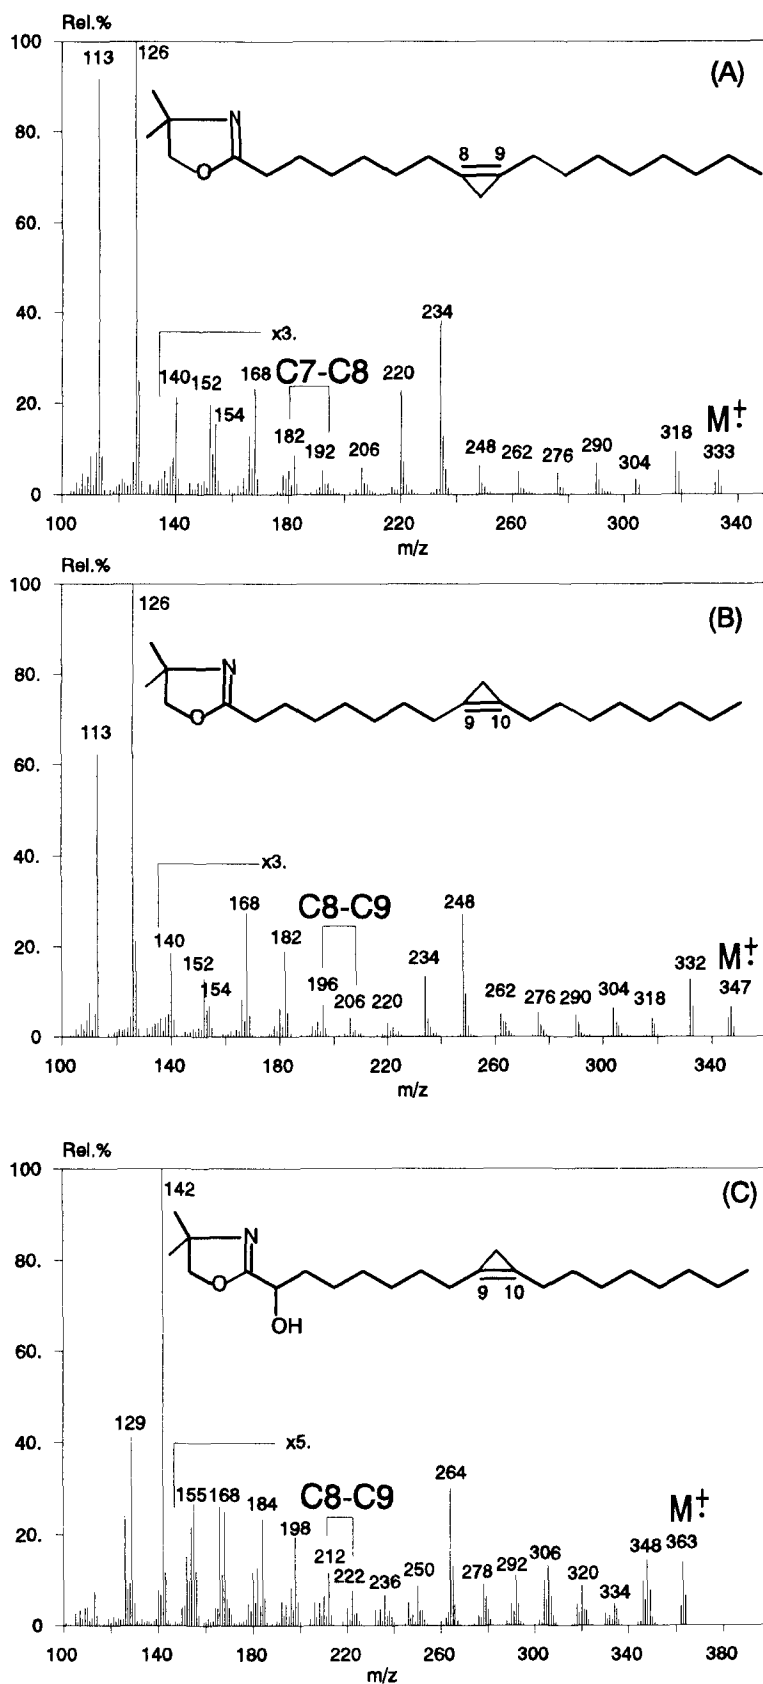 Rel.%
100
113
126
(A)
N
O
8 9
80.
60.
40.
x3.
234
C7-C8
140 152 168
154
182
192
206
220
248 262 276 290 304 318 333
M+.
20.
0
100 140 180 220 260 300 340
m/z
Rel.%
100
126
(B)
N
O
9 10
80.
113
60.
40.
x3.
C8-C9
168
140
152
154
182
196
206 220
234
248
262 276 290 304 318 332 347
M+.
20.
0
100 140 180 220 260 300 340
m/z
Rel.%
100
142
(C)
N
O
OH
9 10
80.
60.
129
40.
x5.
C8-C9
155 168 184
198
212
222
236
250
264
278 292 306 320 334 348 363
M+.
20.
0
100 140 180 220 260 300 340 380
m/z